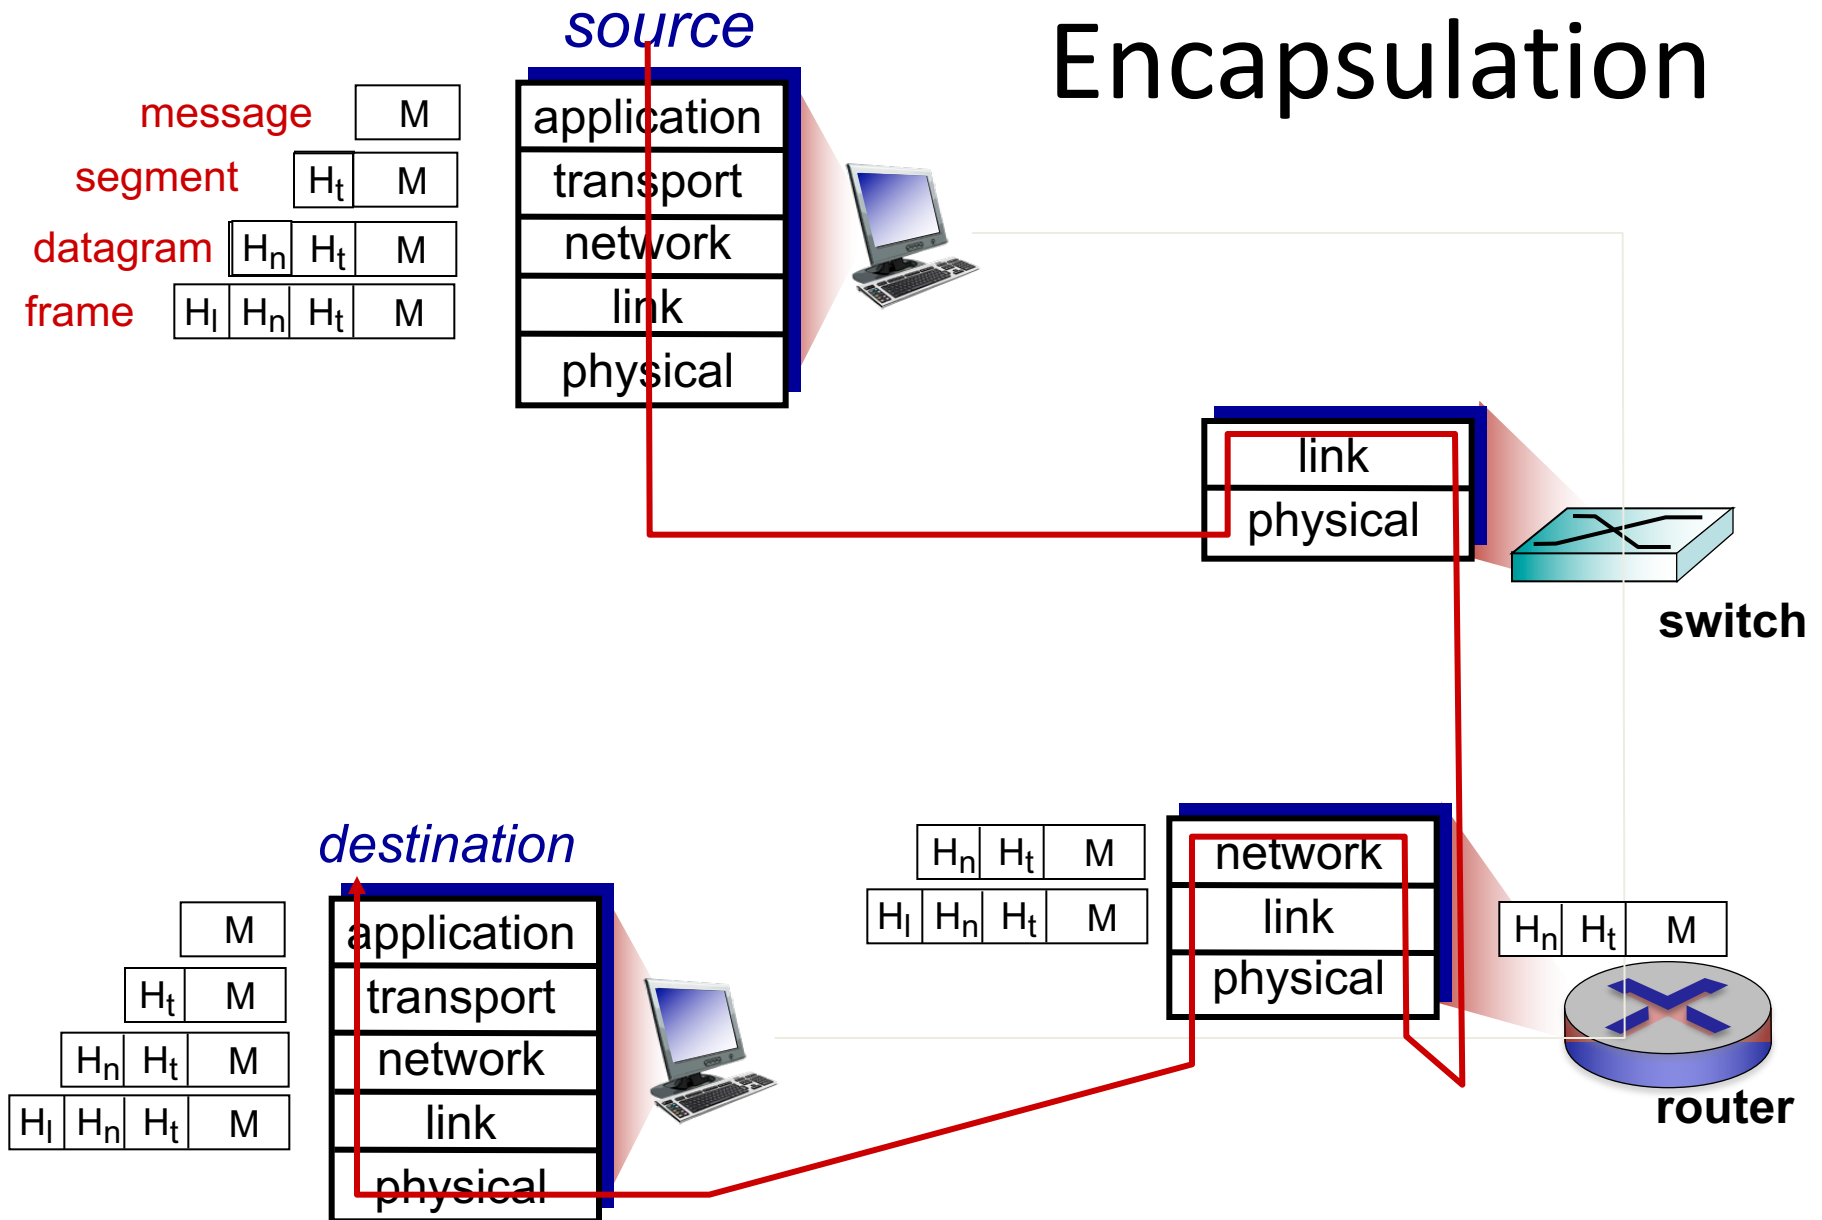 source
Encapsulation
message M
segment Ht M
datagram Hn Ht M
frame Hl Hn Ht M
application
transport
network
link
physical
link
physical
switch
destination
M
Ht M
Hn Ht M
Hl Hn Ht M
application
transport
network
link
physical
Hn Ht M
Hl Hn Ht M
network
link
physical
Hn Ht M
router